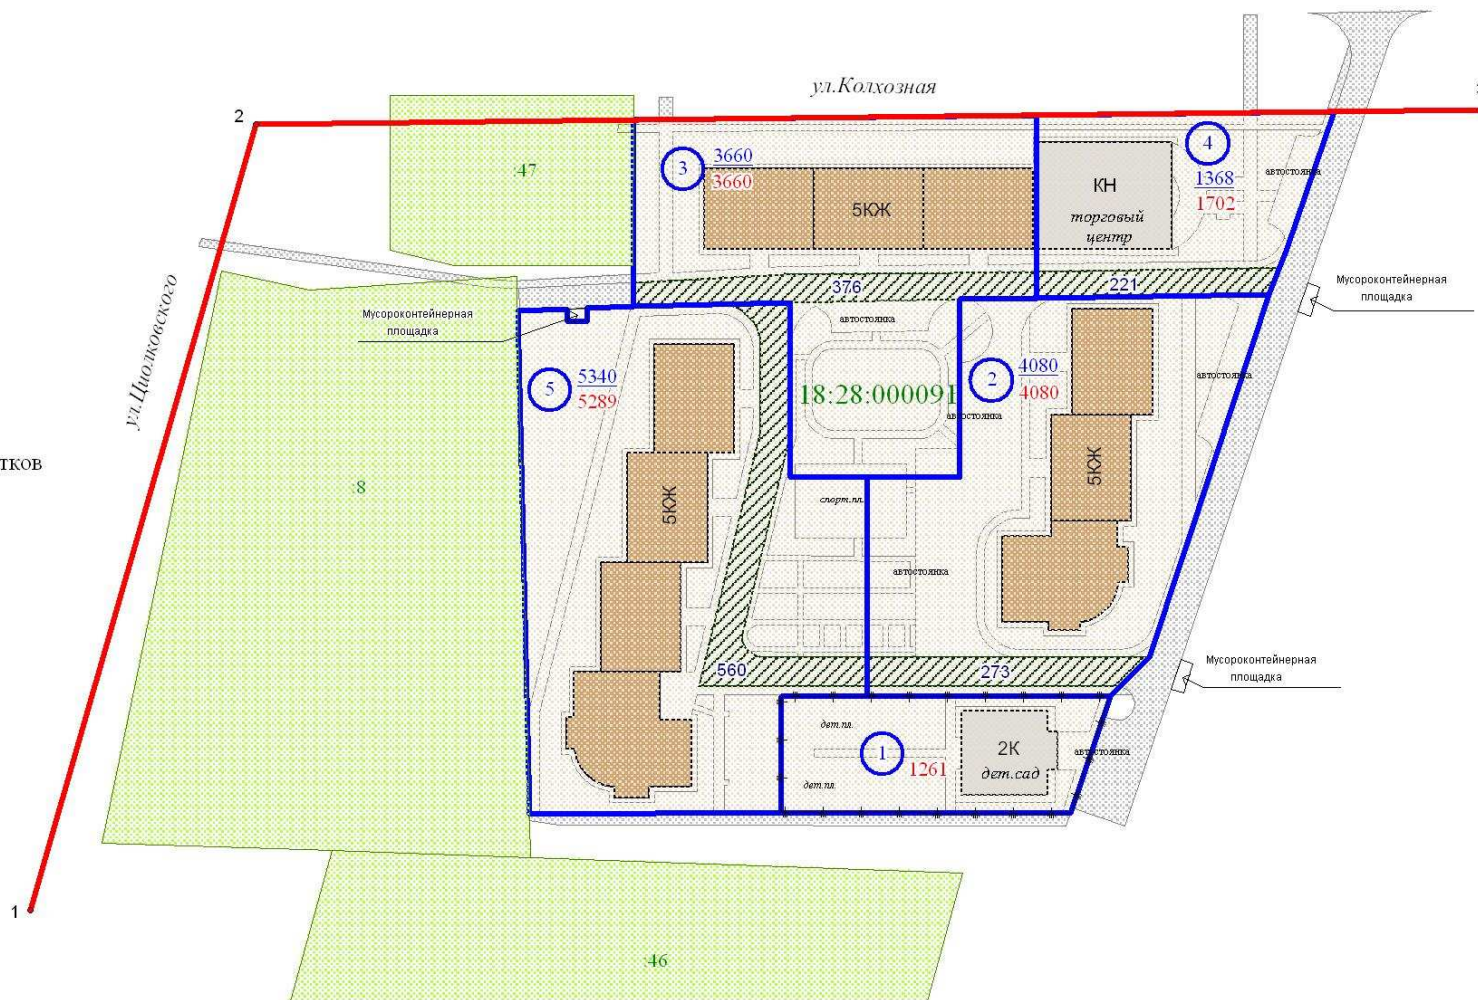 ул.Колхозная
2
:47
3
3660
3660
5КЖ
4
1368
1702
автостоянка
КН
торговый
центр
ул.Циолковского
376
221
Мусороконтейнерная
площадка
Мусороконтейнерная
площадка
автостоянка
5
5340
5289
18:28:000091
2
4080
4080
автостоянка
автостоянка
тков
:8
5КЖ
5КЖ
спорт.пл.
автостоянка
560
273
Мусороконтейнерная
площадка
дет.пл.
1
1261
2К
дет.сад
автостоянка
дет.пл.
1
:46